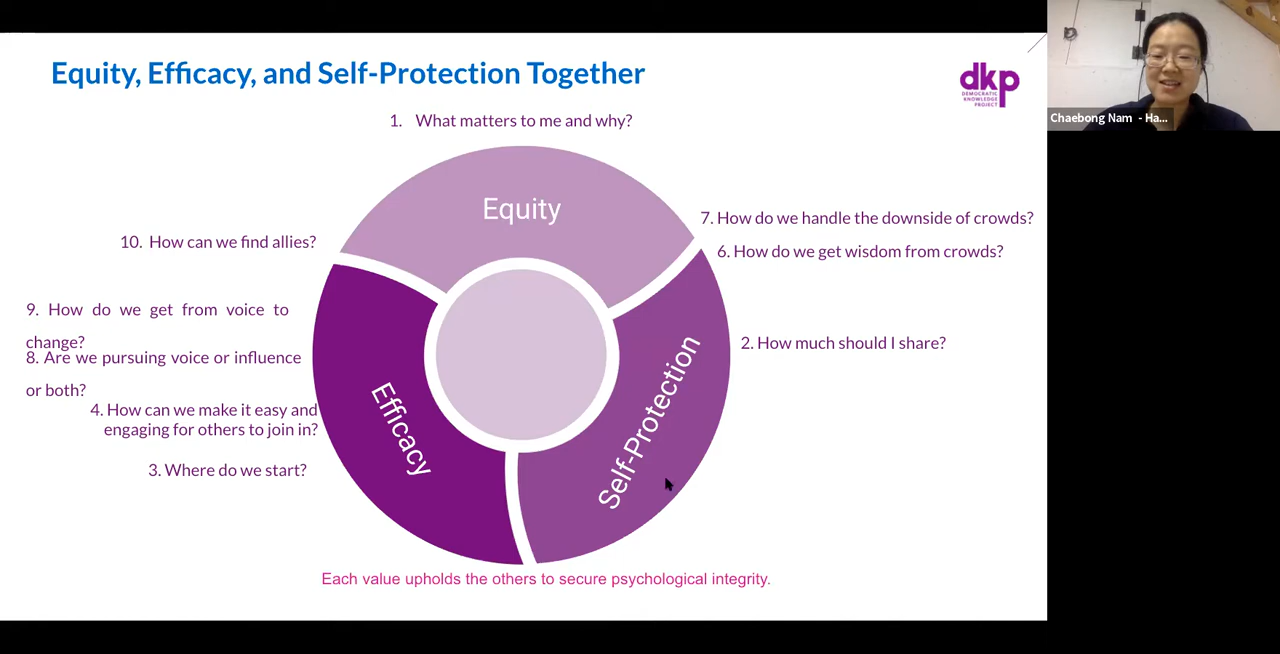 Equity, Efficacy, and Self-Protection Together
dkp
DEMOCRATIC
KNOWLEDGE
PROJECT
Chaebong Nam - Ha...
1. What matters to me and why?
Equity
7. How do we handle the downside of crowds?
10. How can we find allies?
6. How do we get wisdom from crowds?
9. How do we get from voice to
change?
2. How much should I share?
8. Are we pursuing voice or influence
or both?
4. How can we make it easy and
engaging for others to join in?
3. Where do we start?
Efficacy
Self-Protection
Each value upholds the others to secure psychological integrity.